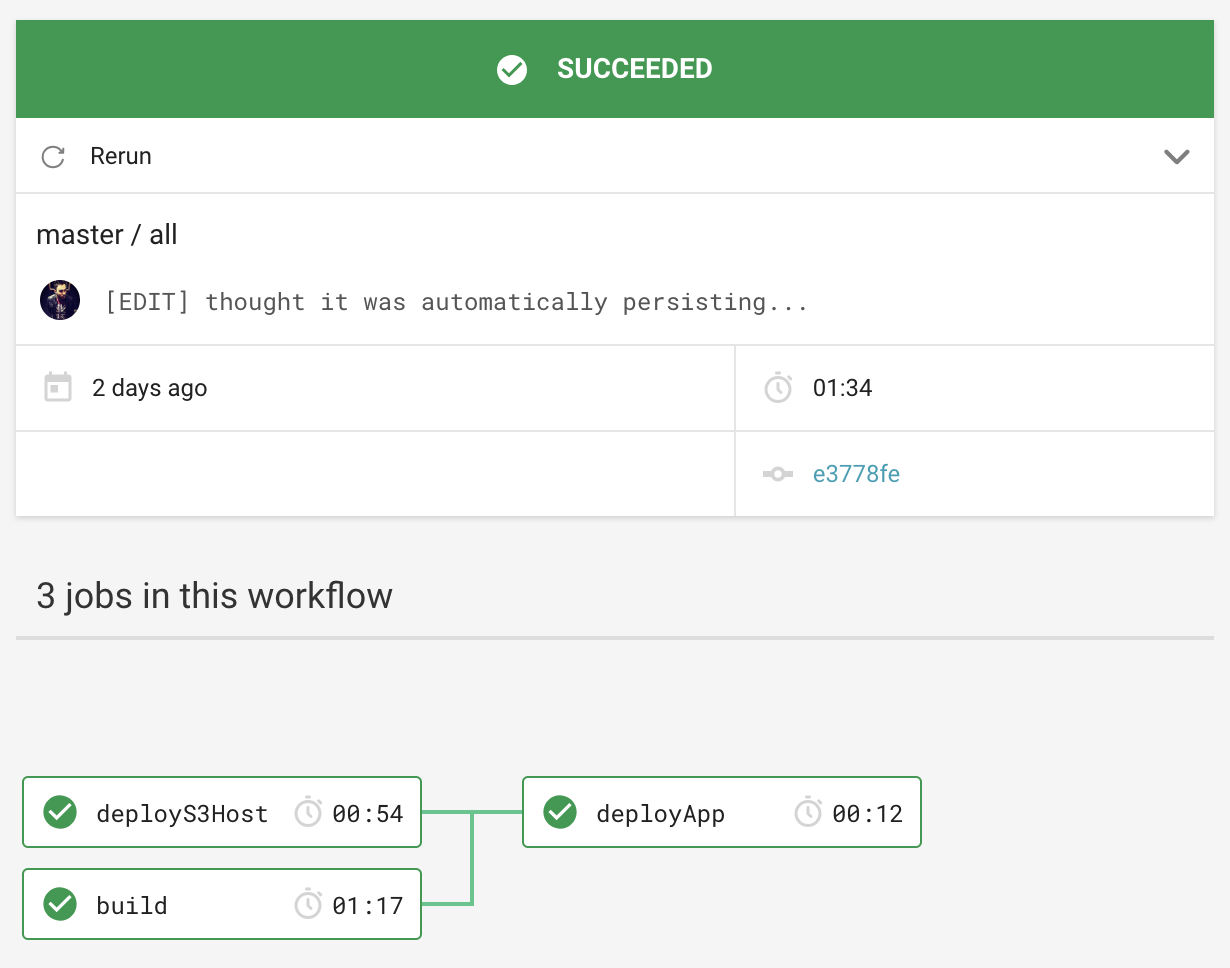 SUCCEEDED
Rerun
master / all
[EDIT] thought it was automatically persisting...
2 days ago
01:34
e3778fe
3 jobs in this workflow
deployS3Host 00:54
deployApp 00:12
build 01:17